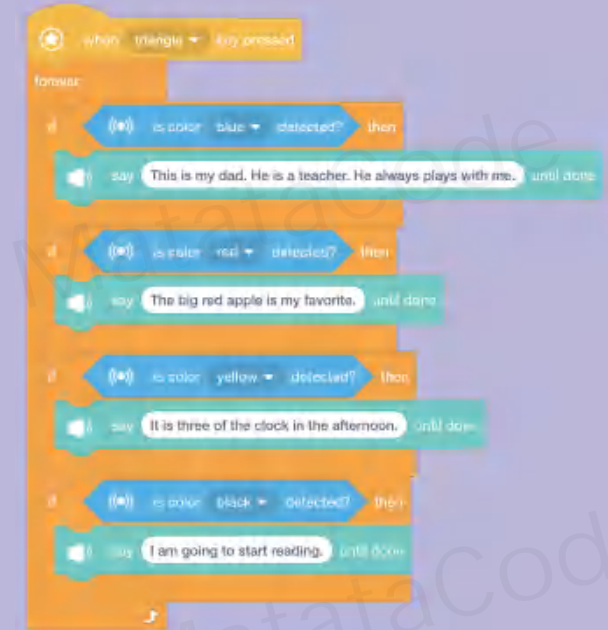 when triangle key pressed
forever
if is color blue detected? then
say This is my dad. He is a teacher. He always plays with me. until done
if is color red detected? then
say The big red apple is my favorite. until done
if is color yellow detected? then
say It is three of the clock in the afternoon. until done
if is color black detected? then
say I am going to start reading. until done
MatataCode
MatataCod